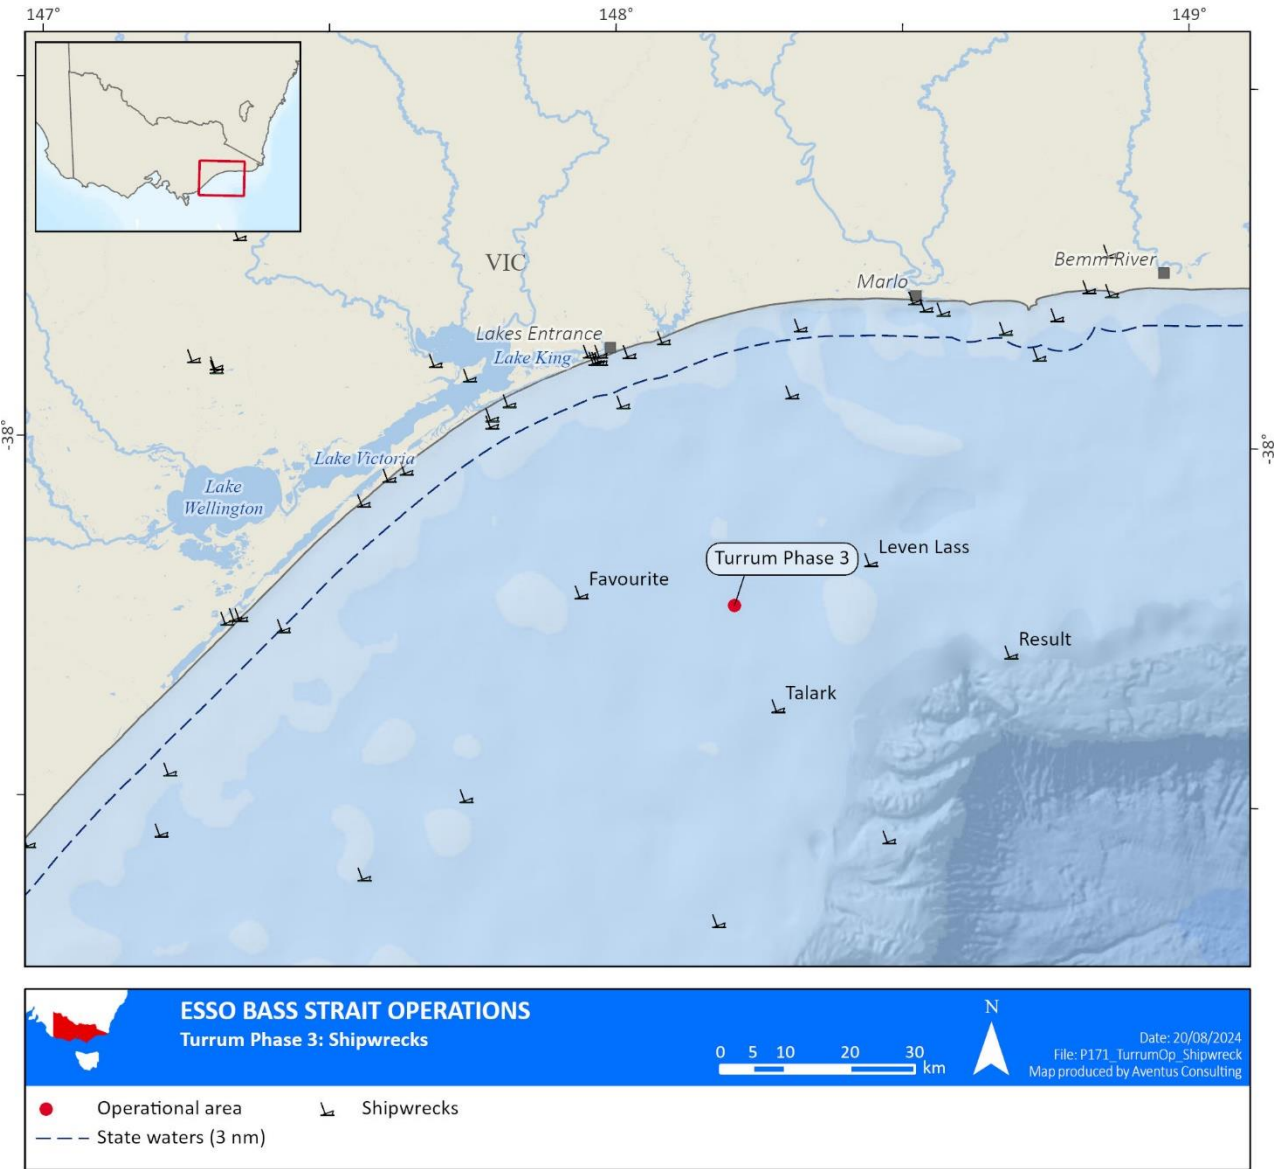 147°
148°
149°
VIC
Bemm River
Marlo
Lakes Entrance
Lake King
-38°
-38°
Lake Victoria
Lake
Wellington
Leven Lass
Turrum Phase 3
Favourite
Result
Talark
ESSO BASS STRAIT OPERATIONS
Turrum Phase 3: Shipwrecks
0 5 10 20 30
km
N
Date: 20/08/2024
File: P171_TurrumOp_Shipwreck
Map produced by Aventus Consulting
Operational area
Shipwrecks
State waters (3 nm)